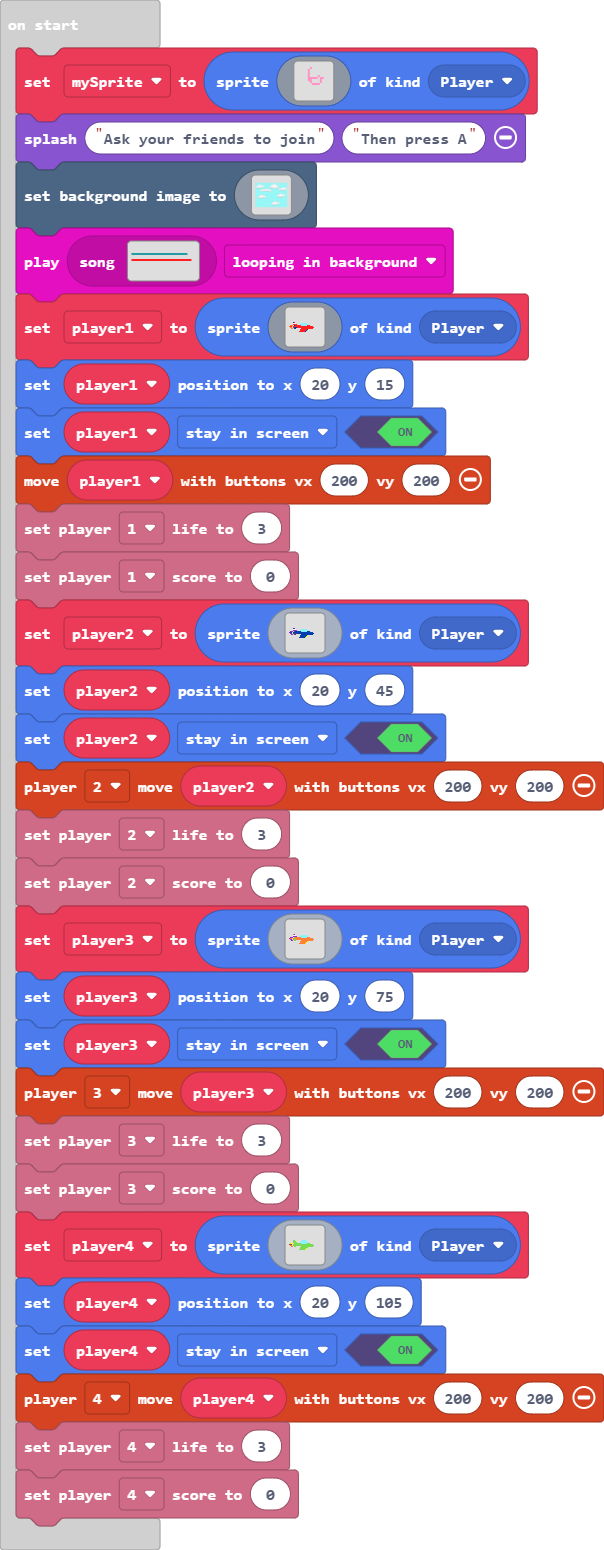 on start
set mySprite to sprite of kind Player
splash "Ask your friends to join" "Then press A"
set background image to
play song looping in background
set player1 to sprite of kind Player
set player1 position to x 20 y 15
set player1 stay in screen ON
move player1 with buttons vx 200 vy 200
set player 1 life to 3
set player 1 score to 0
set player2 to sprite of kind Player
set player2 position to x 20 y 45
set player2 stay in screen ON
player 2 move player2 with buttons vx 200 vy 200
set player 2 life to 3
set player 2 score to 0
set player3 to sprite of kind Player
set player3 position to x 20 y 75
set player3 stay in screen ON
player 3 move player3 with buttons vx 200 vy 200
set player 3 life to 3
set player 3 score to 0
set player4 to sprite of kind Player
set player4 position to x 20 y 105
set player4 stay in screen ON
player 4 move player4 with buttons vx 200 vy 200
set player 4 life to 3
set player 4 score to 0